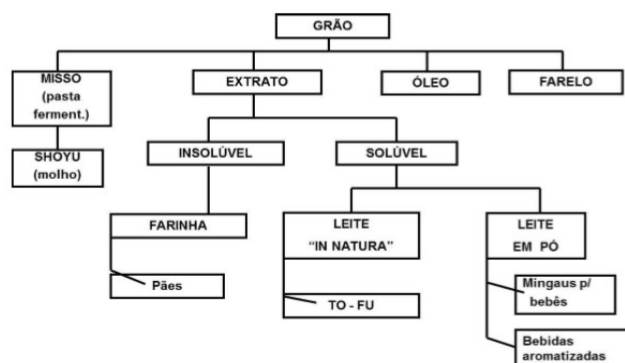 GRÃO
MISSO
(pasta
ferment.)
EXTRATO
ÓLEO
FARELO
SHOYU
(molho)
INSOLÚVEL
SOLÚVEL
FARINHA
LEITE
“IN NATURA”
LEITE
EM PÓ
Pães
TO - FU
Mingaus p/
bebês
Bebidas
aromatizadas